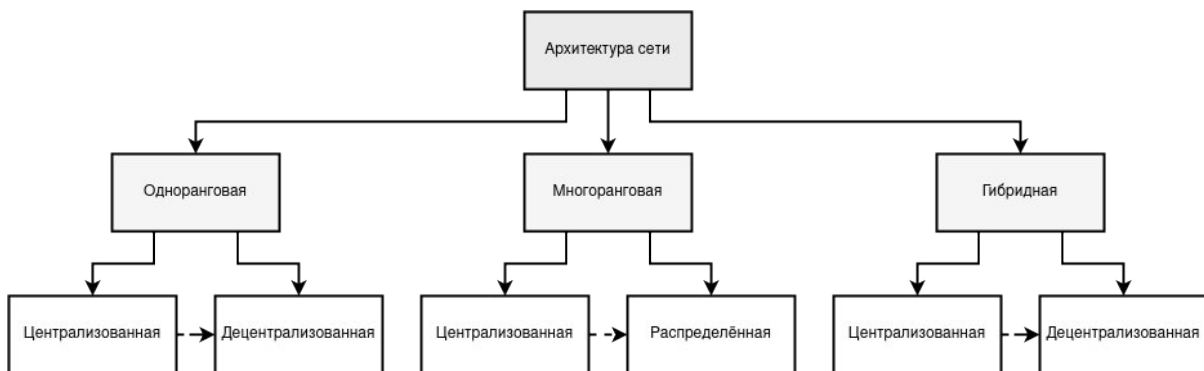 Архитектура сети
Одноранговая
Многоранговая
Гибридная
Централизованная
Децентрализованная
Централизованная
Распределённая
Централизованная
Децентрализованная